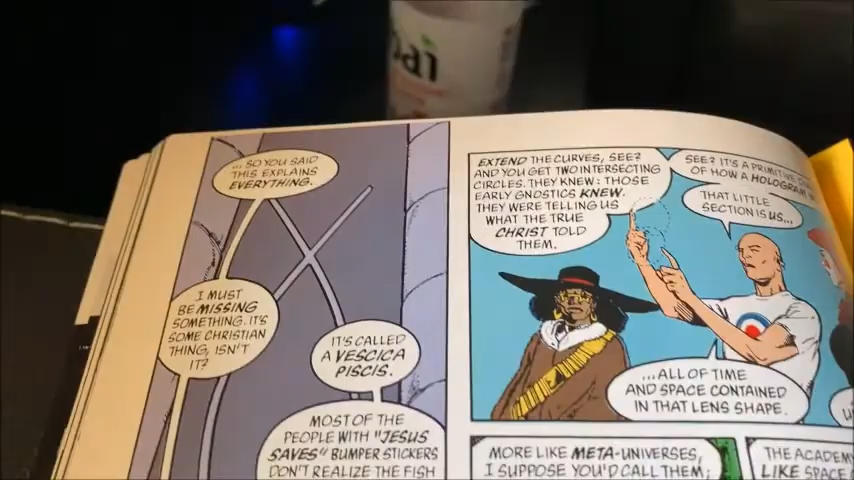 Bai
... SO YOU SAID
THIS EXPLAINS
EVERYTHING.
I MUST
BE MISSING
SOMETHING. IT'S
SOME CHRISTIAN
THING, ISN'T
IT?
IT'S CALLED
A VESCICA
PISCIS.
MOST OF THE
PEOPLE WITH "JESUS
SAVES" BUMPER STICKERS
DON'T REALIZE THE FISH
EXTEND THE CURVES, SEE?
AND YOU GET TWO INTERSECTING
CIRCLES. THEY KNEW: THOSE
EARLY GNOSTICS KNEW.
THEY WERE TELLING US
WHAT THE TRUE
CHRIST TOLD
THEM.
SEE? IT'S A PRIMITIVE
OF HOW A HOLOGRAM
THAT LITTLE
SECTION IS US...
...ALL OF TIME
AND SPACE CONTAINED
IN THAT LENS SHAPE.
MORE LIKE META-UNIVERSES,
I SUPPOSE YOU'D CALL THEM;
THE ACADEMY
LIKE SPACE